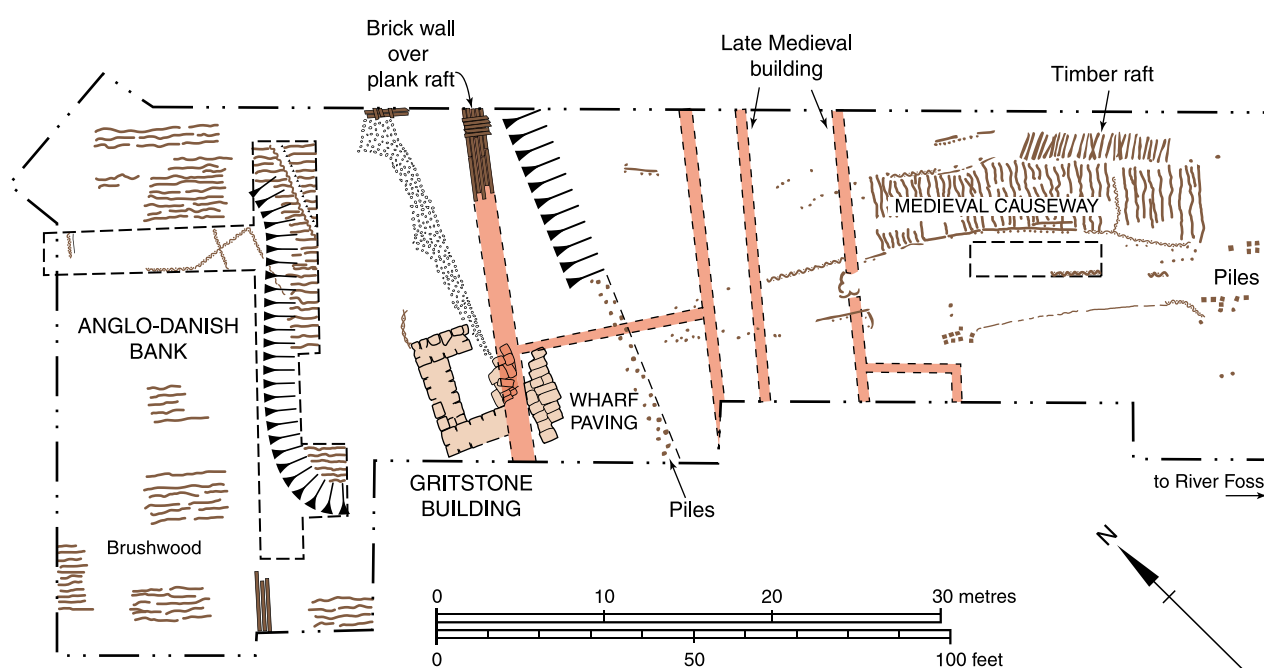 Brick wall
over
plank raft
Late Medieval
building
Timber raft
MEDIEVAL CAUSEWAY
Piles
ANGLO-DANISH
BANK
WHARF
PAVING
GRITSTONE
BUILDING
Piles
to River Foss
Brushwood
N
0 10 20 30 metres
0 50 100 feet